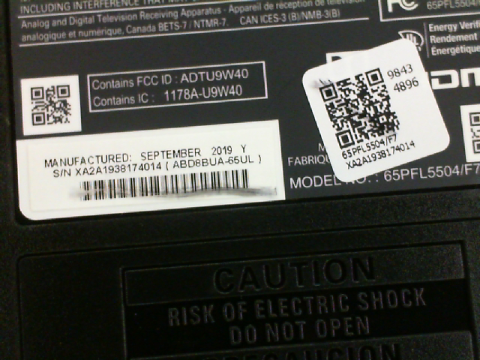 INCLUDING INTERFERENCE THAT MAY
Analog and Digital Television Receiving Apparatus - Appareil de réception de télévision
analogique et numérique, Canada BETS-7 / NTMR-7. CAN ICES-3 (B)/NMB-3(B)
FC
65PFL5504/F7
Energy Verifie
Rendement
Énergétique
Contains FCC ID : ADTU9W40
Contains IC : 1178A-U9W40
9843
4896
65PFL5504/F7
XA2A1938174014
MANUFACTURED: SEPTEMBER 2019 Y
S/N XA2A1938174014 ( ABD8BUA-65UL )
FABRIQU
MODEL NO. : 65PFL5504/F7
CAUTION
RISK OF ELECTRIC SHOCK
DO NOT OPEN